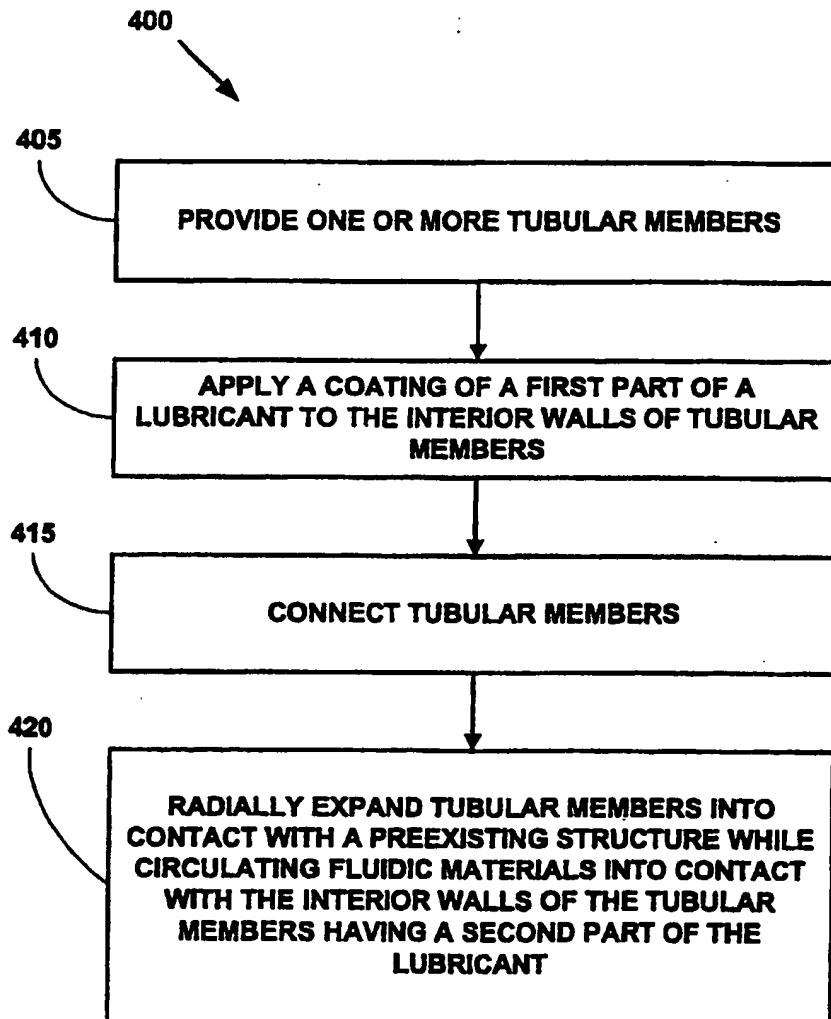 400
405
PROVIDE ONE OR MORE TUBULAR MEMBERS
410
APPLY A COATING OF A FIRST PART OF A
LUBRICANT TO THE INTERIOR WALLS OF TUBULAR
MEMBERS
415
CONNECT TUBULAR MEMBERS
420
RADIALLY EXPAND TUBULAR MEMBERS INTO
CONTACT WITH A PREEXISTING STRUCTURE WHILE
CIRCULATING FLUIDIC MATERIALS INTO CONTACT
WITH THE INTERIOR WALLS OF THE TUBULAR
MEMBERS HAVING A SECOND PART OF THE
LUBRICANT